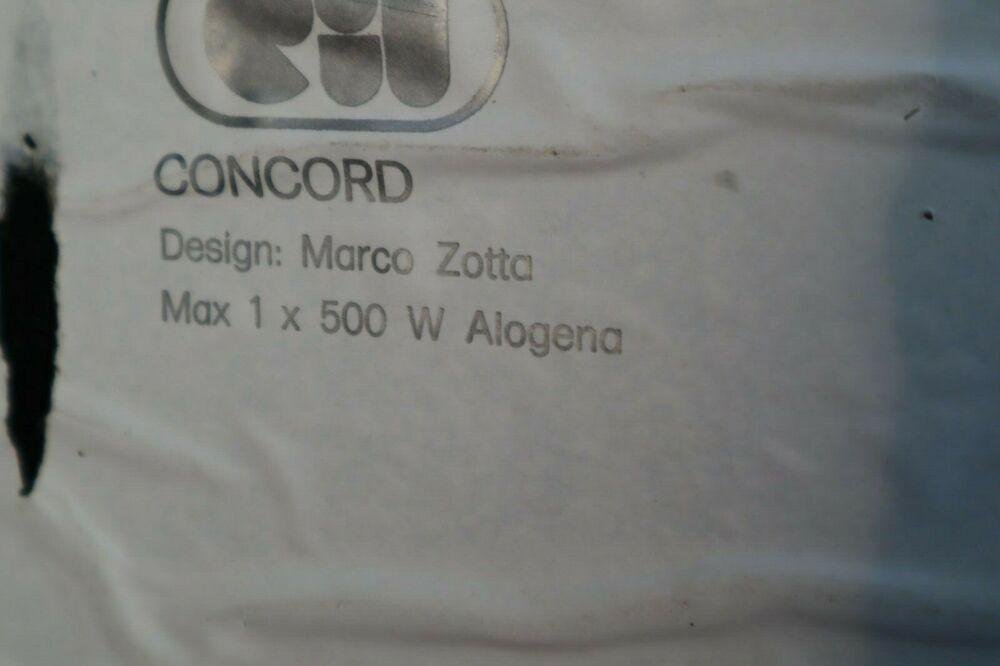 CONCORD
Design: Marco Zotta
Max 1 x 500 W Alogena